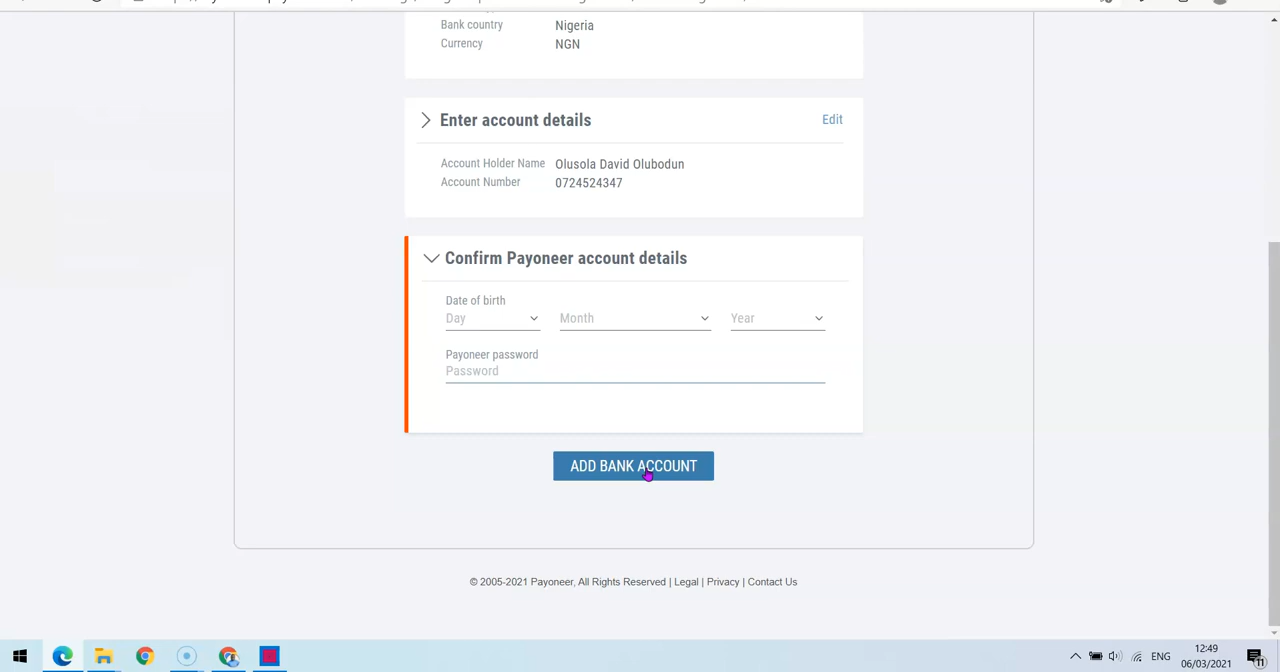 Bank country Nigeria
Currency NGN
Enter account details Edit
Account Holder Name Olusola David Olubodun
Account Number 0724524347
Confirm Payoneer account details
Date of birth
Day Month Year
Payoneer password
Password
ADD BANK ACCOUNT
© 2005-2021 Payoneer, All Rights Reserved | Legal | Privacy | Contact Us
ENG 12:49
06/03/2021 11